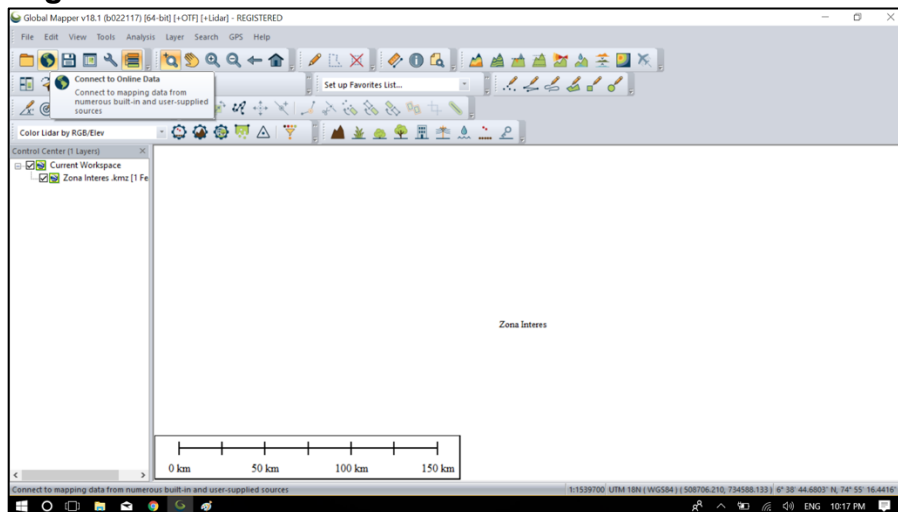 Global Mapper v18.1 (b022117) [64-bit] [+OTF] [+Lidar] - REGISTERED
File Edit View Tools Analysis Layer Search GPS Help
Connect to Online Data
Connect to mapping data from
numerous built-in and user-supplied
sources
Set up Favorites List...
Color Lidar by RGB/Elev
Control Center (1 Layers)
Current Workspace
Zona Interes .kmz [1 Fe
Zona Interes
0 km 50 km 100 km 150 km
Connect to mapping data from numerous built-in and user-supplied sources
1:1539700 UTM 18N ( WGS84 ) ( 508706.210, 734588.133 ) 6° 38' 44.6803" N, 74° 55' 16.4416"
ENG 10:17 PM